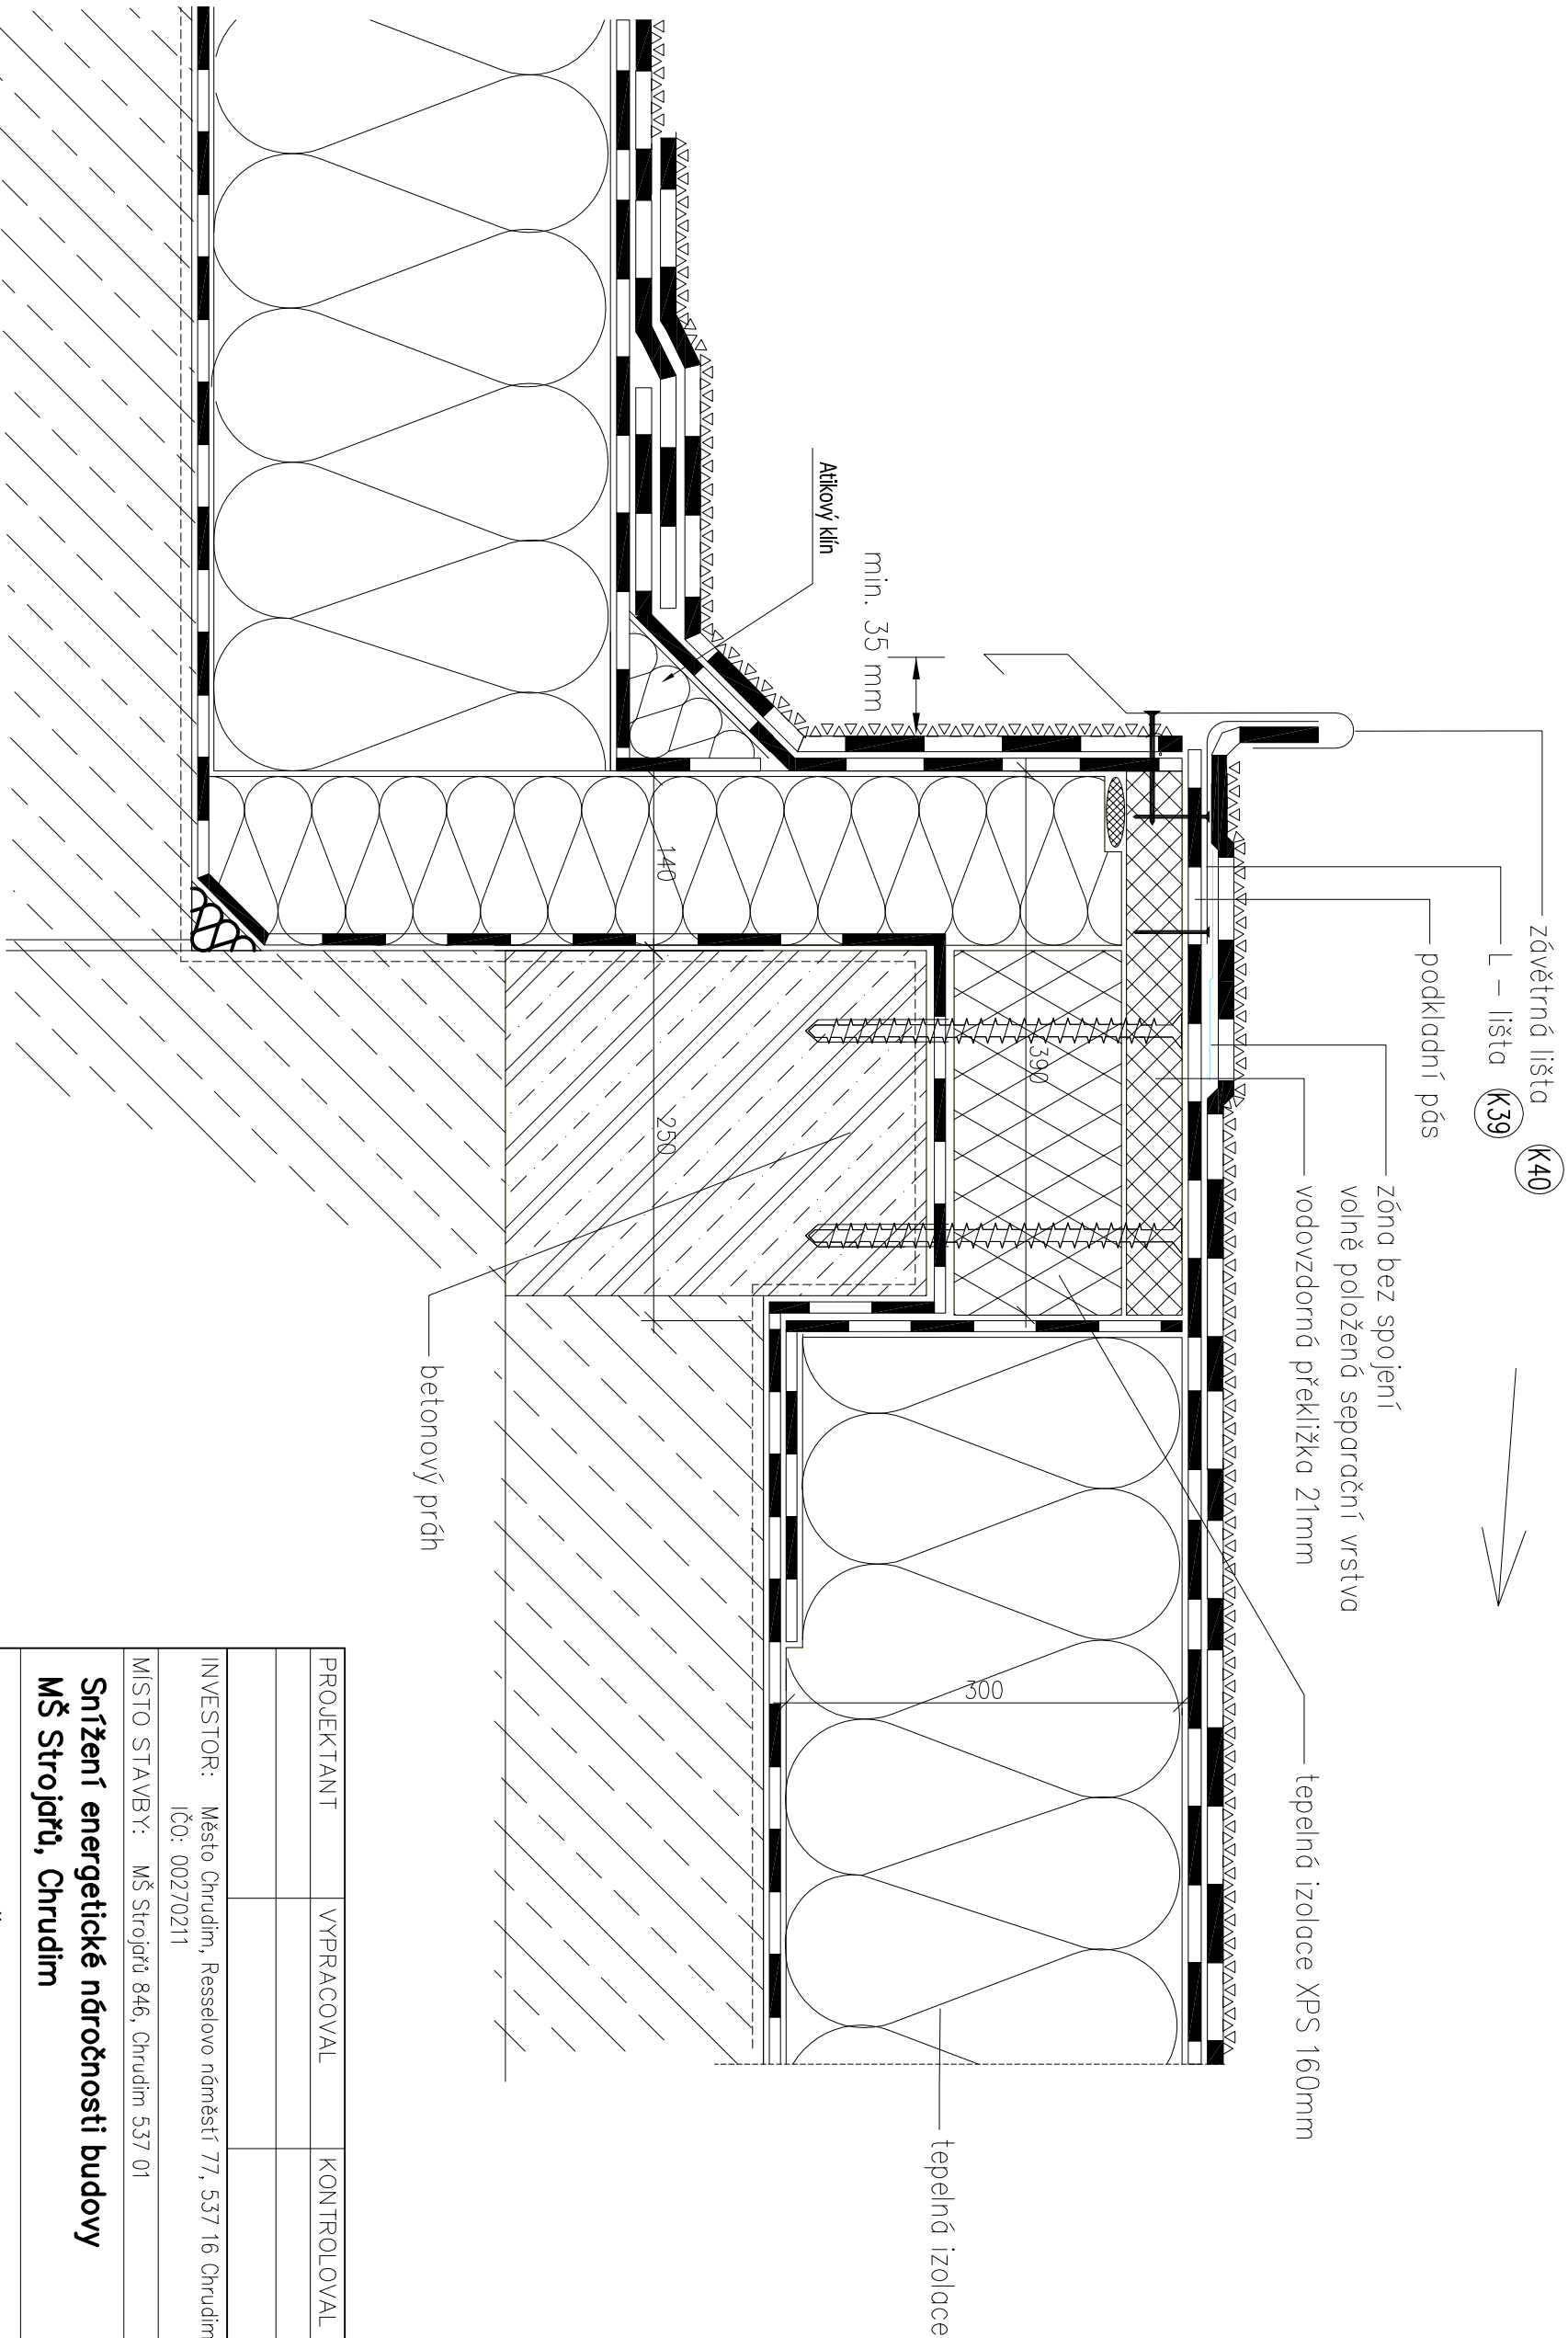 závětrná lišta K40
L – lišta K39
podkladní pás
zóna bez spojení
volně položená separační vrstva
vodovzdorná překližka 21mm
tepelná izolace XPS 160mm
tepelná izolace
min. 35 mm
Atikový klín
390
140
250
300
betonový práh
PROJEKTANT
VYPRACOVAL
KONTROLOVAL
INVESTOR: Město Chrudim, Resselovo náměstí 77, 537 16 Chrudim
IČO: 00270211
MÍSTO STAVBY: MŠ Strojařů 846, Chrudim 537 01
Snížení energetické náročnosti budovy
MŠ Strojařů, Chrudim